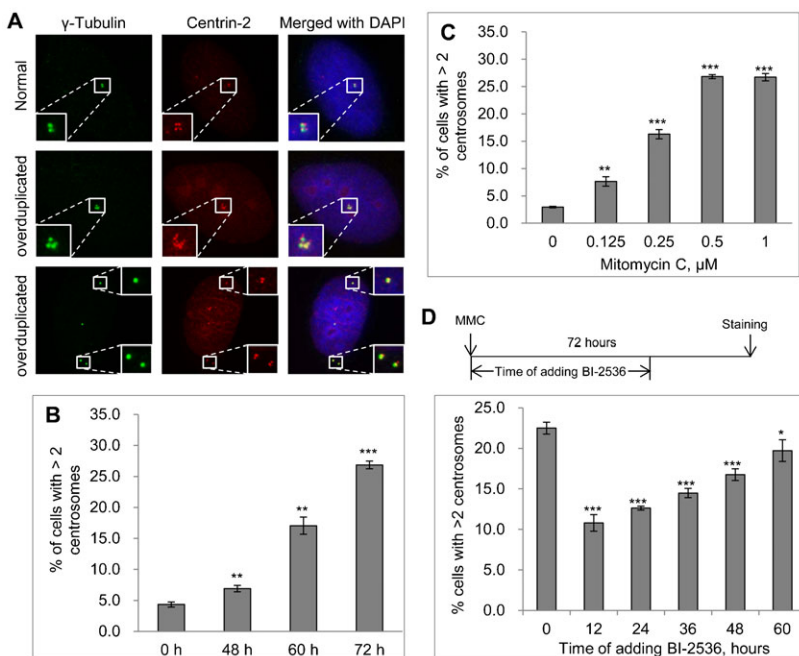 A
γ-Tubulin
Centrin-2
Merged with DAPI
Normal
overduplicated
overduplicated
B
% of cells with > 2
centrosomes
35.0
30.0
25.0
20.0
15.0
10.0
5.0
0.0
**
**
***
0 h
48 h
60 h
72 h
C
% of cells with > 2
centrosomes
35.0
30.0
25.0
20.0
15.0
10.0
5.0
0.0
**
***
***
***
0
0.125
0.25
0.5
1
Mitomycin C, μM
D
MMC
72 hours
Staining
Time of adding BI-2536
% cells with >2 centrosomes
25.0
20.0
15.0
10.0
5.0
0.0
***
***
***
***
*
0
12
24
36
48
60
Time of adding BI-2536, hours